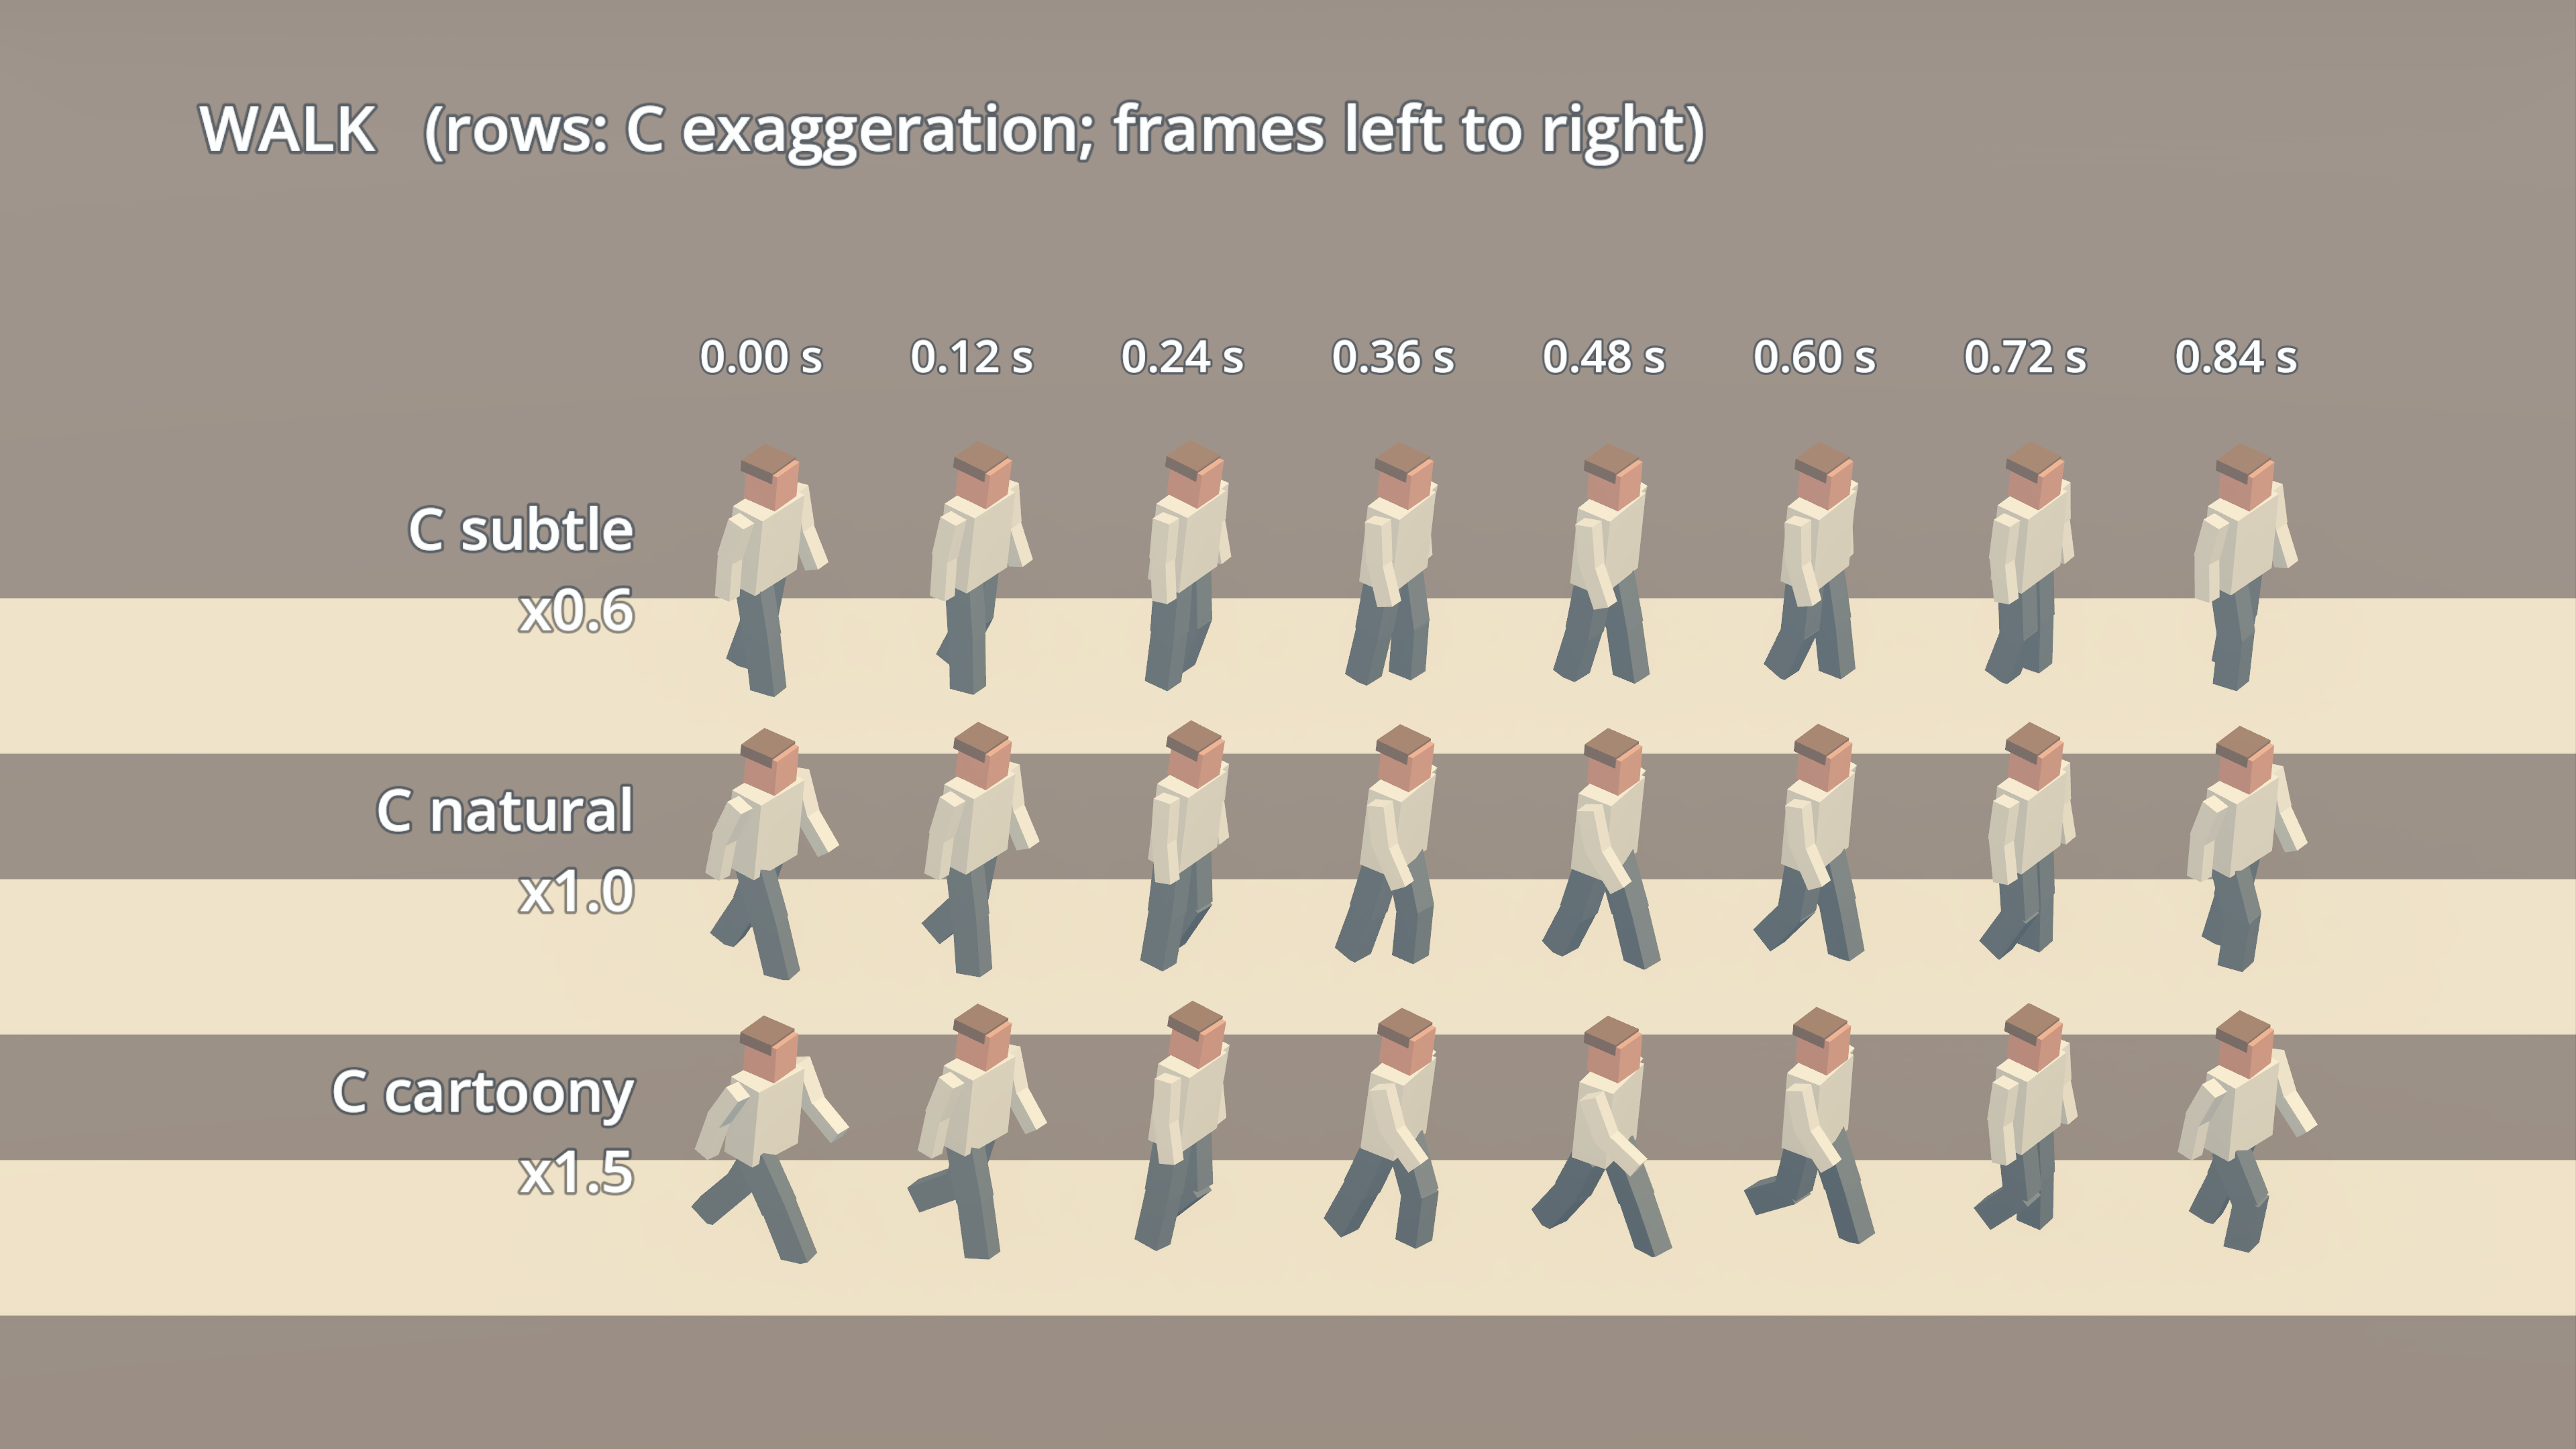 WALK (rows: C exaggeration; frames left to right)
0.00 s 0.12 s 0.24 s 0.36 s 0.48 s 0.60 s 0.72 s 0.84 s
C subtle
x0.6
C natural
x1.0
C cartoony
x1.5